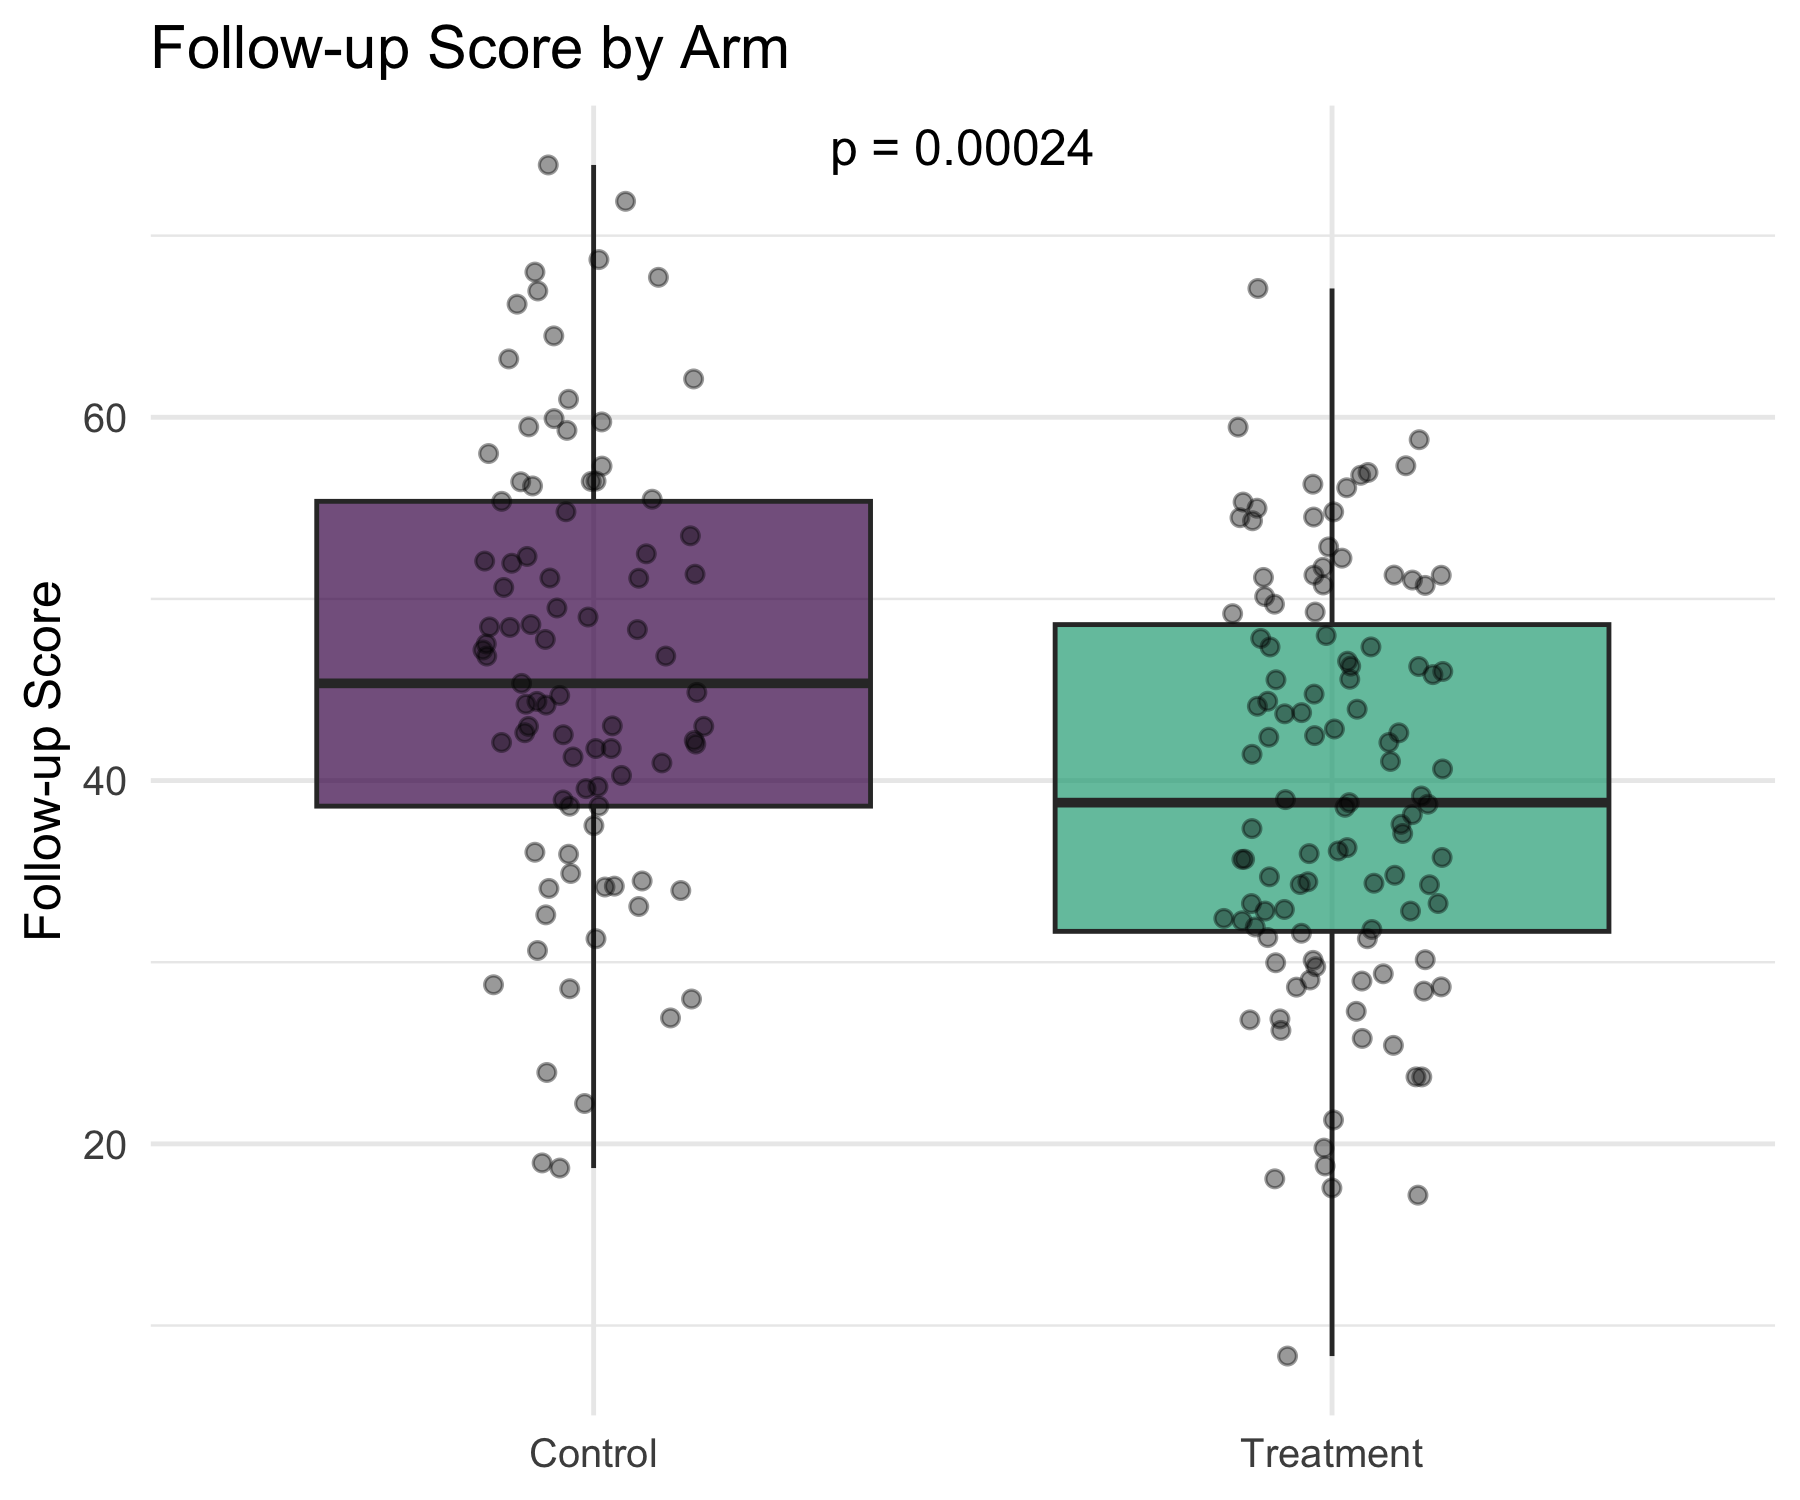 Follow-up Score by Arm
p = 0.00024
Follow-up Score
60
40
20
Control
Treatment